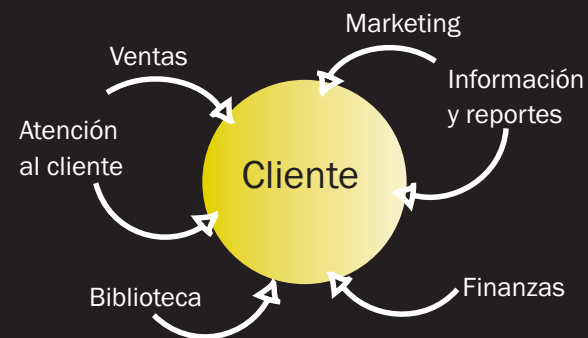 Marketing
Ventas
Información
y reportes
Atención
al cliente
Cliente
Biblioteca
Finanzas